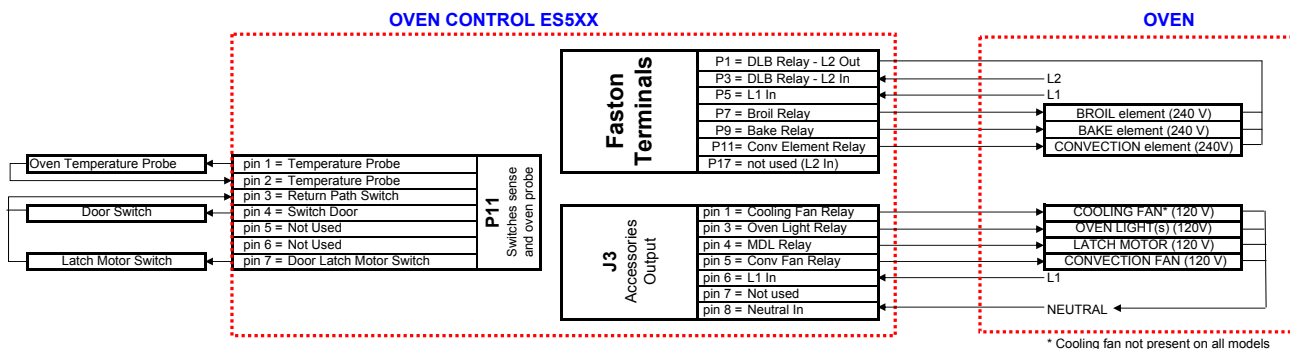 OVEN CONTROL ES5XX
OVEN
Oven Temperature Probe
Door Switch
Latch Motor Switch
pin 1 = Temperature Probe
pin 2 = Temperature Probe
pin 3 = Return Path Switch
pin 4 = Switch Door
pin 5 = Not Used
pin 6 = Not Used
pin 7 = Door Latch Motor Switch
P11
Switches sense
and oven probe
Faston
Terminals
P1 = DLB Relay - L2 Out
P3 = DLB Relay - L2 In
P5 = L1 In
P7 = Broil Relay
P9 = Bake Relay
P11= Conv Element Relay
P17 = not used (L2 In)
L2
L1
BROIL element (240 V)
BAKE element (240 V)
CONVECTION element (240V)
J3
Accessories
Output
pin 1 = Cooling Fan Relay
pin 3 = Oven Light Relay
pin 4 = MDL Relay
pin 5 = Conv Fan Relay
pin 6 = L1 In
pin 7 = Not used
pin 8 = Neutral In
COOLING FAN* (120 V)
OVEN LIGHT(s) (120V)
LATCH MOTOR (120 V)
CONVECTION FAN (120 V)
L1
NEUTRAL
* Cooling fan not present on all models